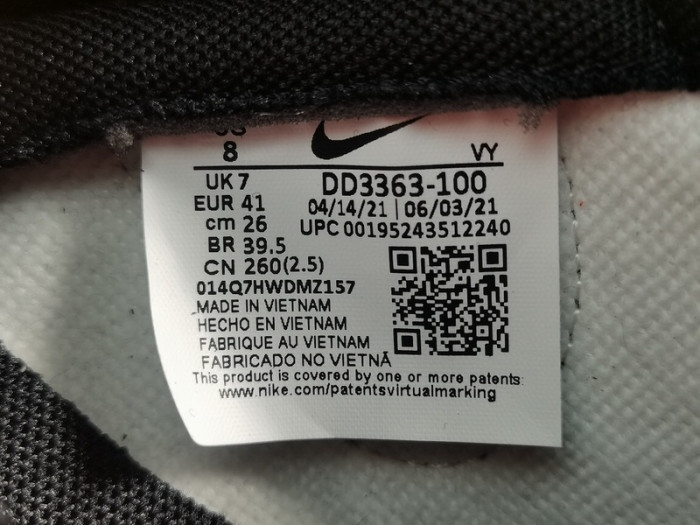 US
8
VY
UK 7
DD3363-100
EUR 41
04/14/21 | 06/03/21
cm 26
UPC 00195243512240
BR 39.5
CN 260(2.5)
014Q7HWDMZ157
MADE IN VIETNAM
HECHO EN VIETNAM
FABRIQUE AU VIETNAM
FABRICADO NO VIETNÃ
This product is covered by one or more patents:
www.nike.com/patentsvirtualmarking